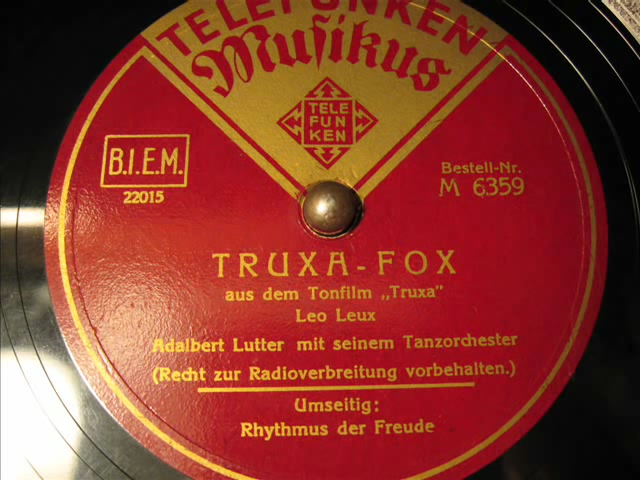 TELEFUNKEN
Musikus
TELE
FUN
KEN
B.I.E.M.
22015
Bestell-Nr.
M 6359
TRUXA-FOX
aus dem Tonfilm „Truxa"
Leo Leux
Adalbert Lutter mit seinem Tanzorchester
(Recht zur Radioverbreitung vorbehalten.)
Umseitig:
Rhythmus der Freude